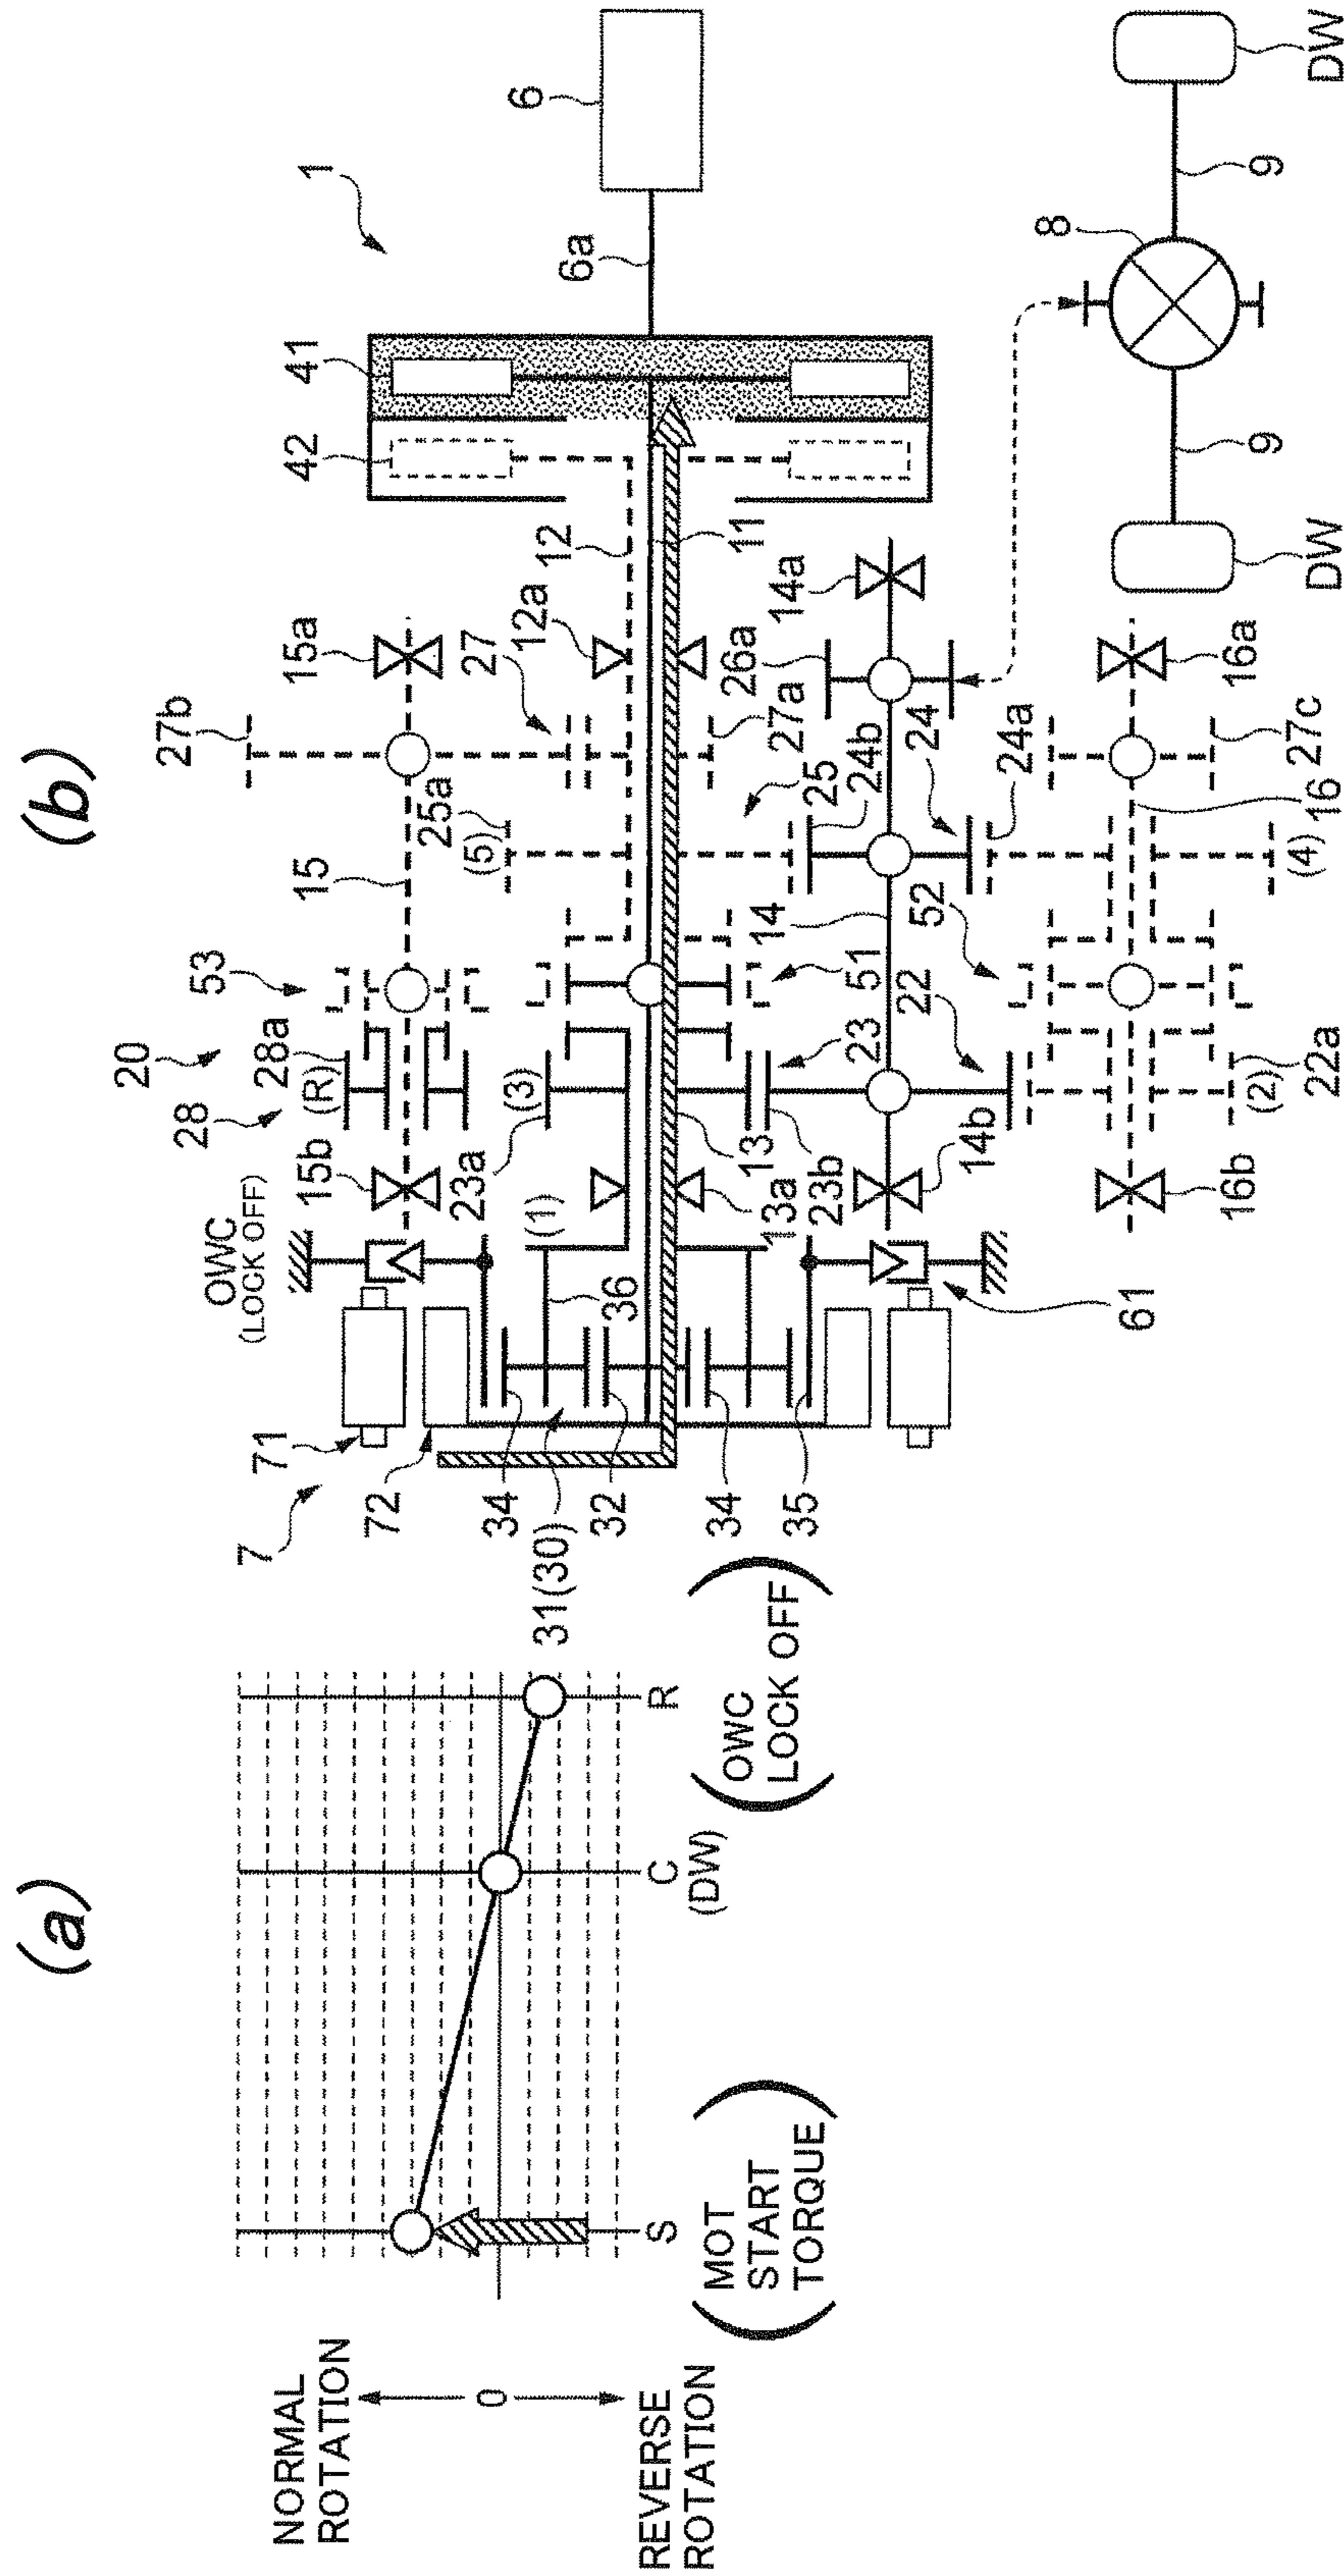 (a)
NORMAL
ROTATION
0
REVERSE
ROTATION
S
C
R
(DW)
(MOT
START
TORQUE)
(OWC
LOCK OFF)
(b)
1
20
53
27b
15
15a
28
28a
(R)
27
25a
(5)
12
12a
42
41
6
6a
OWC
(LOCK OFF)
15b
23a
(3)
(1)
36
7
71
72
34
31(30)
32
34
35
13
13a
23
23b
51
14
25
27a
11
26a
14a
24b
24
24a
52
22
14b
61
16b
(2)
22a
(4)
16
27c
16a
8
9
9
DW
DW